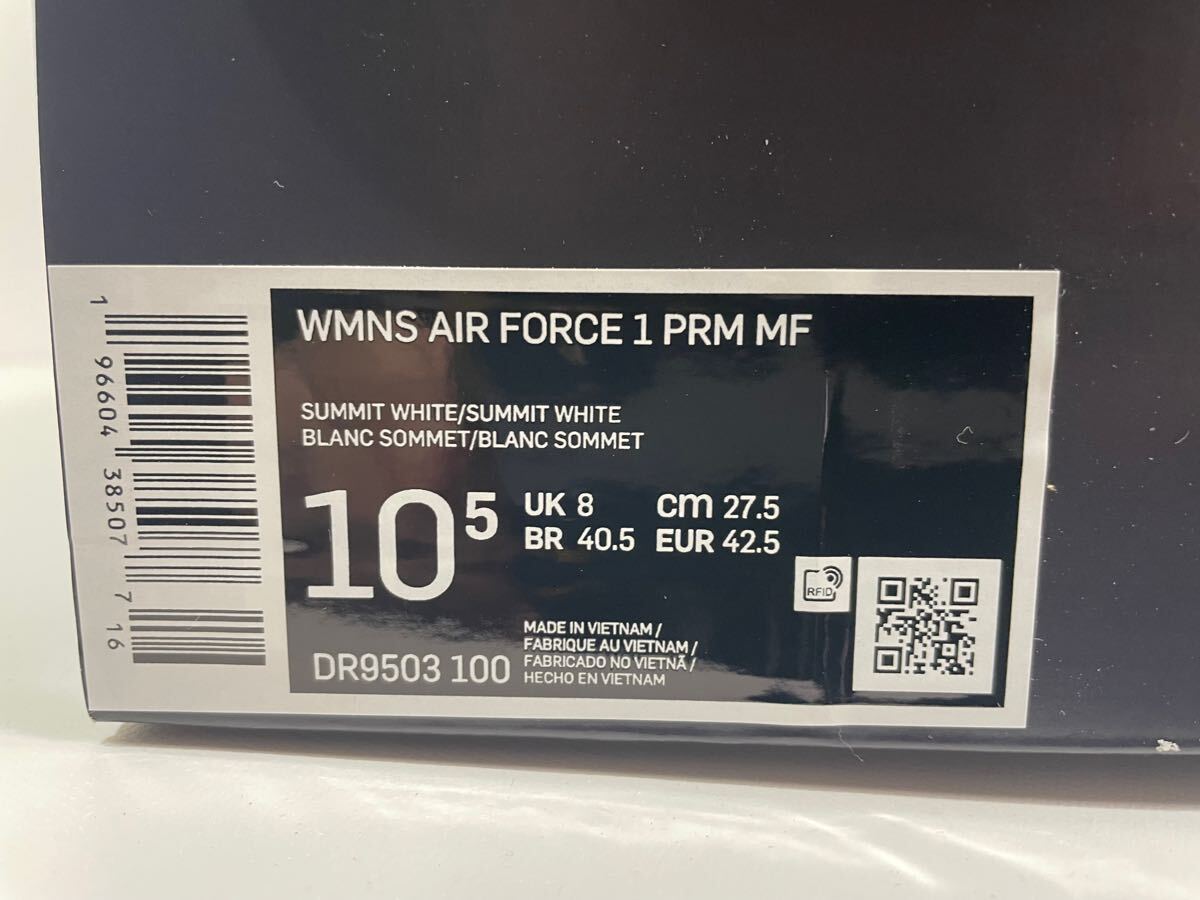 WMNS AIR FORCE 1 PRM MF
SUMMIT WHITE/SUMMIT WHITE
BLANC SOMMET/BLANC SOMMET
10 5
UK 8 cm 27.5
BR 40.5 EUR 42.5
MADE IN VIETNAM /
FABRIQUE AU VIETNAM /
FABRICADO NO VIETNÃ /
HECHO EN VIETNAM
DR9503 100
RFID
1 96604 38507 7 16